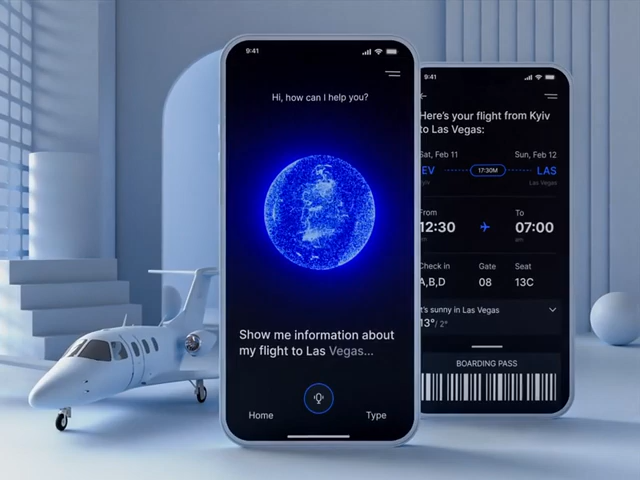 9:41
Hi, how can I help you?
Show me information about
my flight to Las Vegas...
Home
Type
9:41
Here's your flight from Kyiv
to Las Vegas:
Sat, Feb 11
Sun, Feb 12
EV
17:30M
LAS
Las Vegas
From
To
12:30
07:00
Check in
Gate
Seat
A,B,D
08
13C
t's sunny in Las Vegas
13°/ 2°
BOARDING PASS